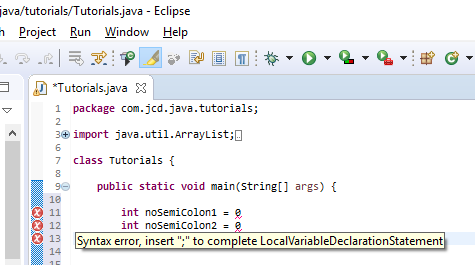 java/tutorials/Tutorials.java - Eclipse
h Project Run Window Help
*Tutorials.java
1 package com.jcd.java.tutorials;
2
3 import java.util.ArrayList;
6
7 class Tutorials {
8
9 public static void main(String[] args) {
10
11 int noSemiColon1 = 0
12 int noSemiColon2 = 0
13 Syntax error, insert ";" to complete LocalVariableDeclarationStatement